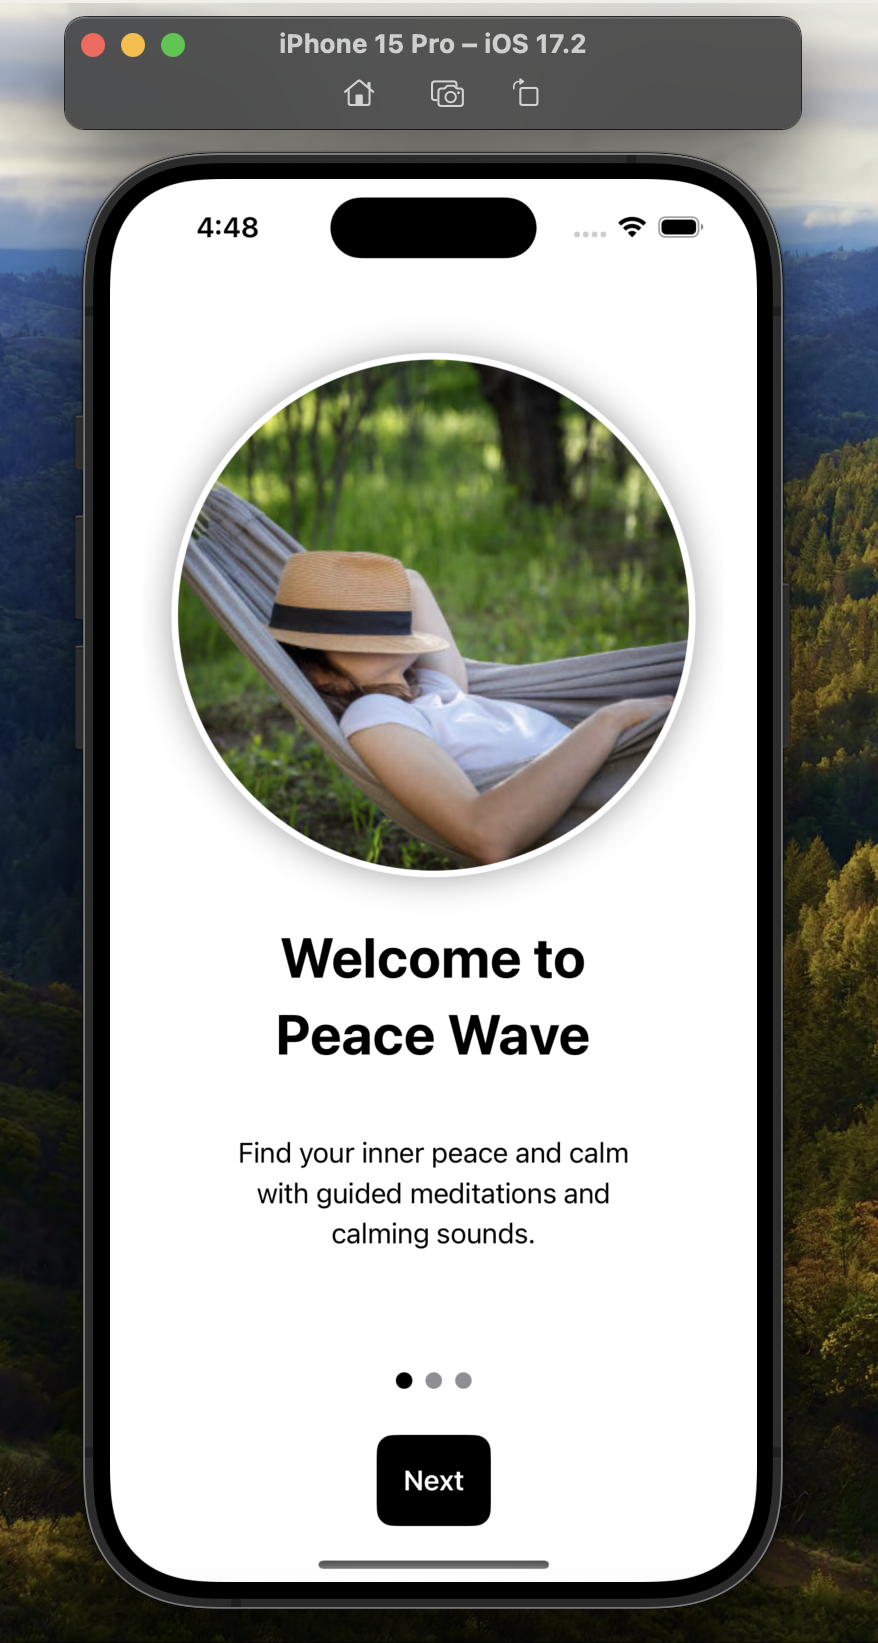 iPhone 15 Pro – iOS 17.2
4:48
Welcome to
Peace Wave
Find your inner peace and calm
with guided meditations and
calming sounds.
Next